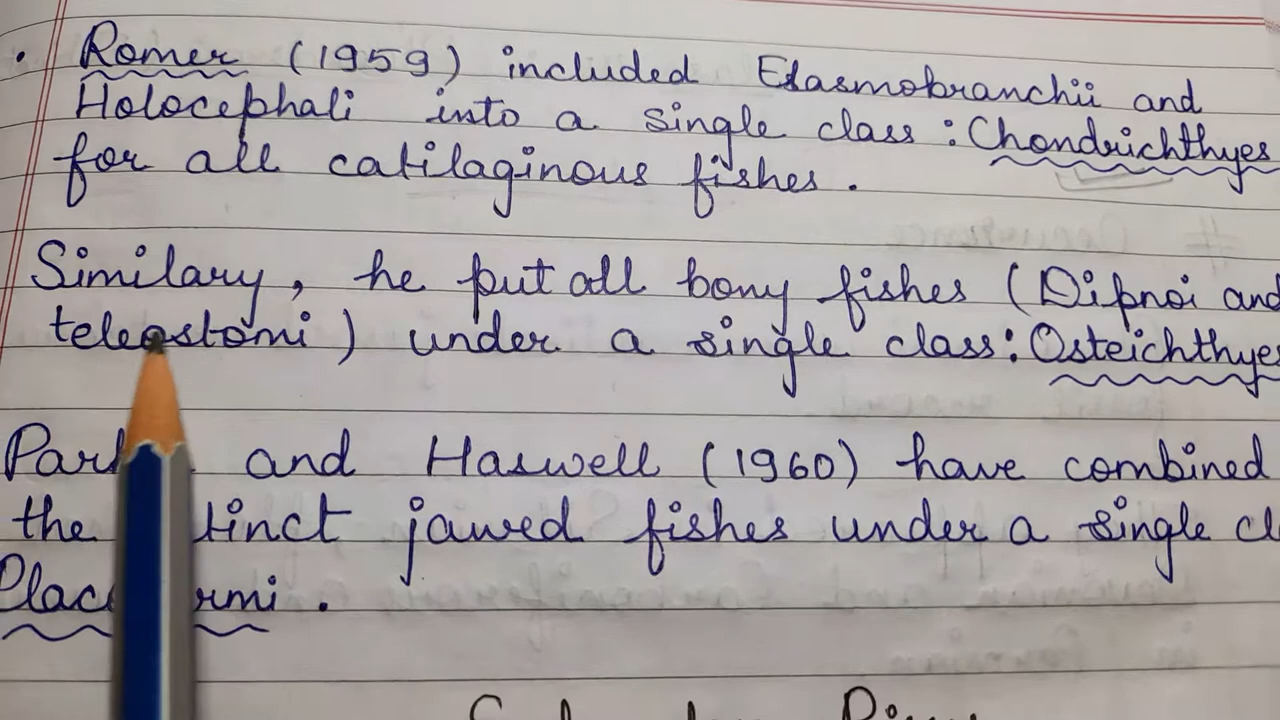 • Romer (1959) included Elasmobranchii and
Holocephali into a single class : Chondrichthyes
for all catilaginous fishes .
Similary, he put all bony fishes (Dipnoi and
teleostomi) under a single class: Osteichthyes
and Haswell (1960) have combined
the jawed fishes under a single